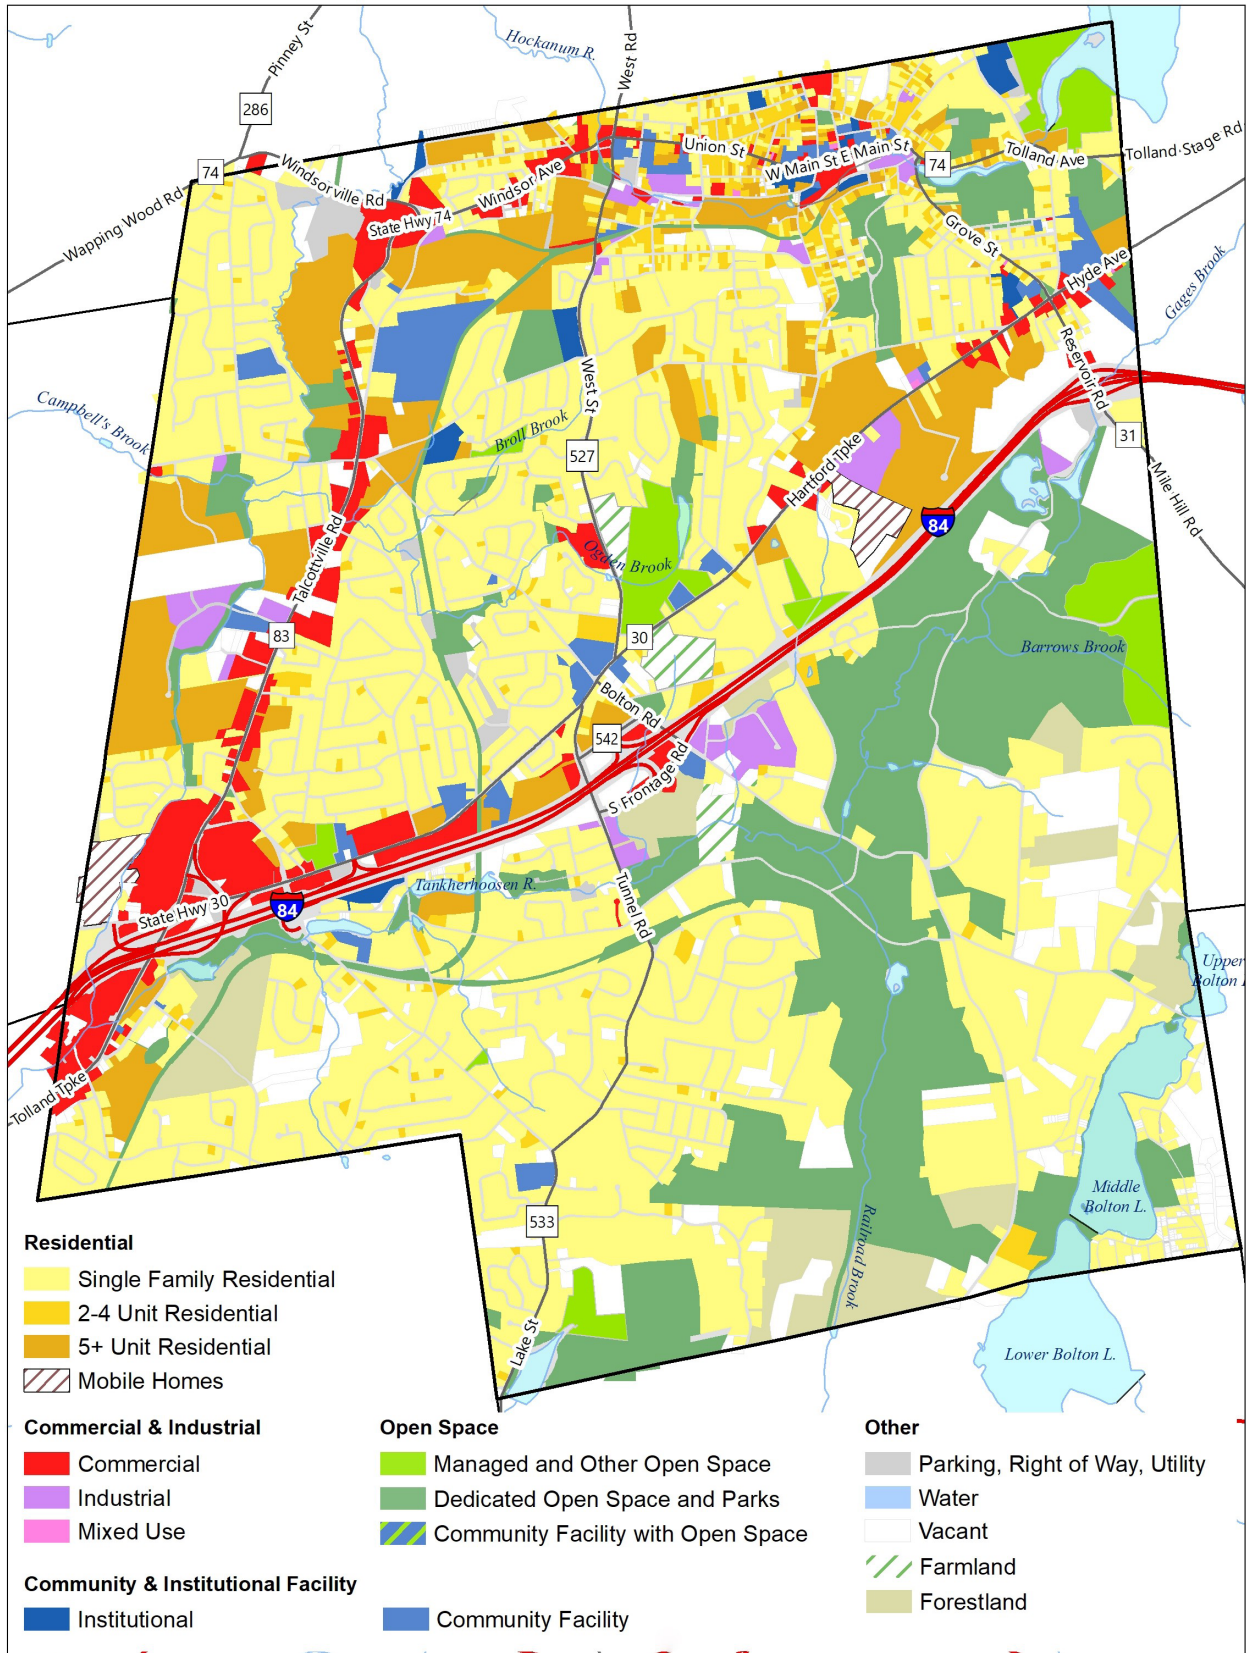 Pinney St
Hockanum R.
West Rd
286
74
Windsorville Rd
Wapping Wood Rd
State Hwy 74
Windsor Ave
Union St
W Main St
E Main St
74
Tolland Ave
Tolland Stage Rd
Grove St
Hyde Ave
Gages Brook
Reservoir Rd
31
Mile Hill Rd
Campbell's Brook
West St
Broll Brook
527
Hartford Tpke
84
Talcottville Rd
Ogden Brook
83
30
Barrows Brook
Bolton Rd
542
S Frontage Rd
State Hwy 30
84
Tankherhoosen R.
Tunnel Rd
Upper
Bolton
Tolland Tpke
Middle
Bolton L.
533
Railroad Brook
Lake St
Lower Bolton L.
Residential
Single Family Residential
2-4 Unit Residential
5+ Unit Residential
Mobile Homes
Commercial & Industrial
Commercial
Industrial
Mixed Use
Community & Institutional Facility
Institutional
Community Facility
Open Space
Managed and Other Open Space
Dedicated Open Space and Parks
Community Facility with Open Space
Other
Parking, Right of Way, Utility
Water
Vacant
Farmland
Forestland